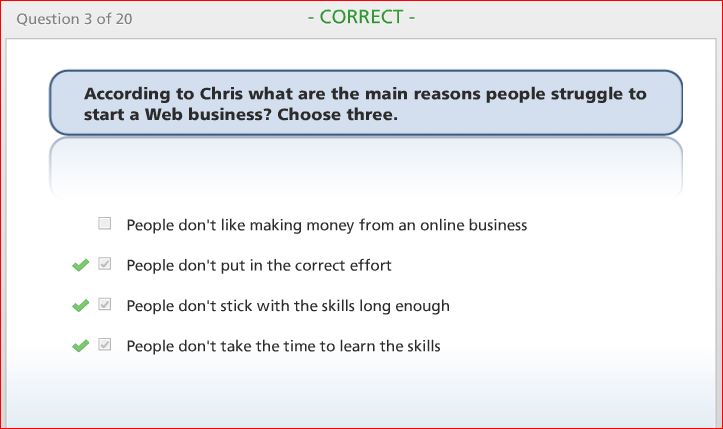 Question 3 of 20
- CORRECT -
According to Chris what are the main reasons people struggle to
start a Web business? Choose three.
People don't like making money from an online business
People don't put in the correct effort
People don't stick with the skills long enough
People don't take the time to learn the skills